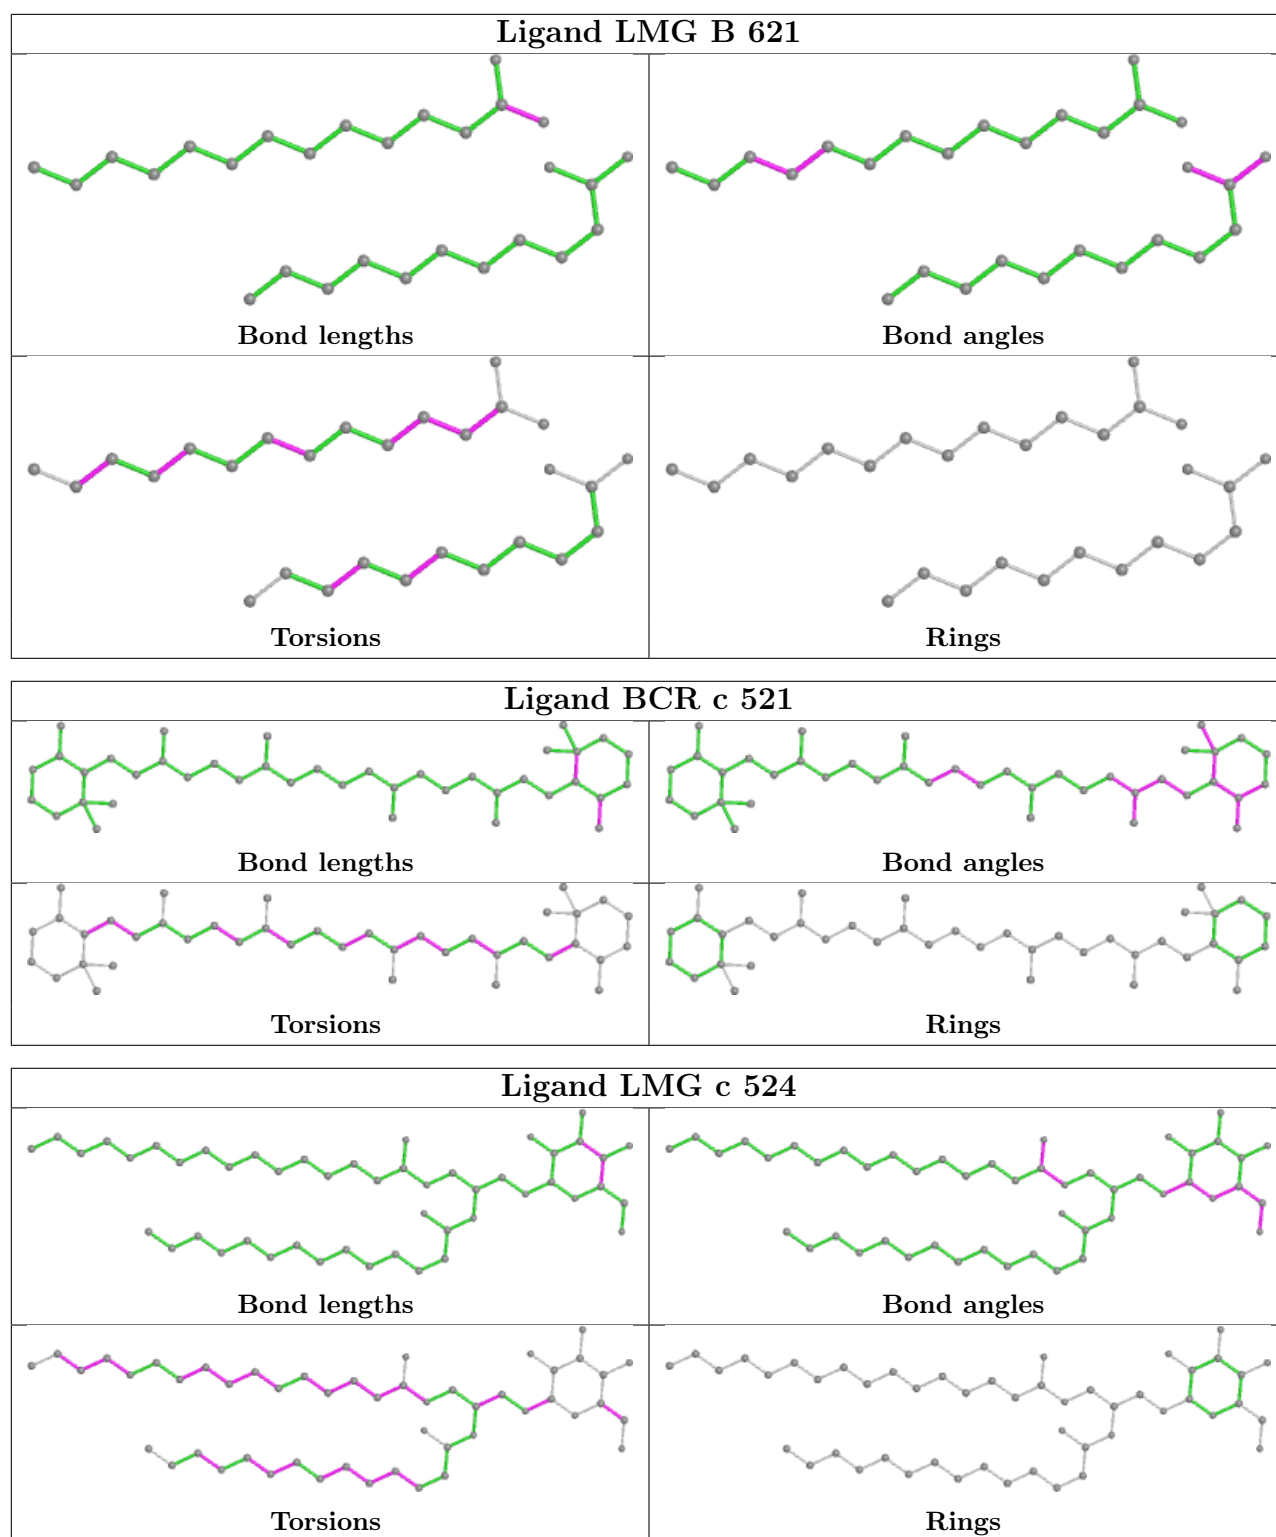 Ligand LMG B 621
Bond lengths
Bond angles
Torsions
Rings
Ligand BCR c 521
Bond lengths
Bond angles
Torsions
Rings
Ligand LMG c 524
Bond lengths
Bond angles
Torsions
Rings